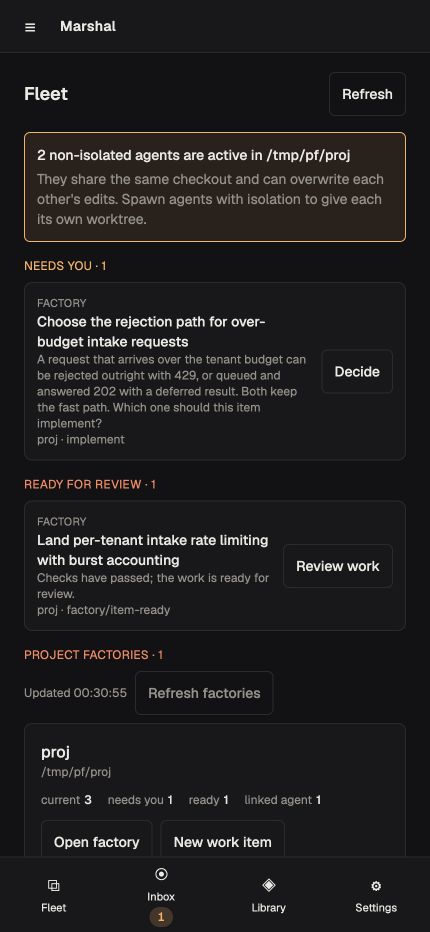 Marshal
Fleet
Refresh
2 non-isolated agents are active in /tmp/pf/proj
They share the same checkout and can overwrite each
other's edits. Spawn agents with isolation to give each
its own worktree.
NEEDS YOU · 1
FACTORY
Choose the rejection path for over-
budget intake requests
A request that arrives over the tenant budget can
be rejected outright with 429, or queued and
answered 202 with a deferred result. Both keep
the fast path. Which one should this item
implement?
proj · implement
Decide
READY FOR REVIEW · 1
FACTORY
Land per-tenant intake rate limiting
with burst accounting
Checks have passed; the work is ready for
review.
proj · factory/item-ready
Review work
PROJECT FACTORIES · 1
Updated 00:30:55
Refresh factories
proj
/tmp/pf/proj
current 3 needs you 1 ready 1 linked agent 1
Open factory
New work item
Fleet
Inbox
1
Library
Settings